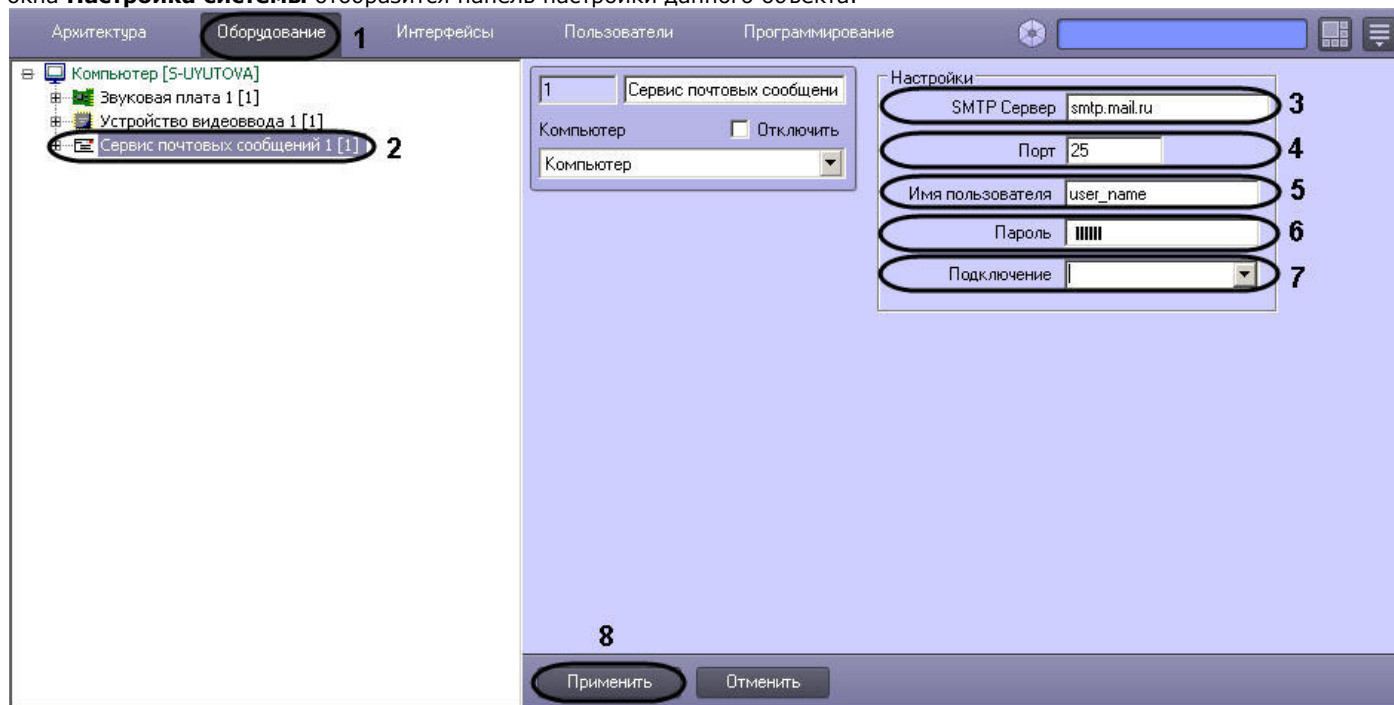 окна Настройка системы отобразится панель настройки данного объекта.
Архитектура Оборудование 1 Интерфейсы Пользователи Программирование
Компьютер [S-UYUTOVA]
Звуковая плата 1 [1]
Устройство видеоввода 1 [1]
Сервис почтовых сообщений 1 [1] 2
1 Сервис почтовых сообщени
Компьютер Отключить
Компьютер
Настройки
SMTP Сервер smtp.mail.ru 3
Порт 25 4
Имя пользователя user_name 5
Пароль 6
Подключение 7
8
Применить Отменить